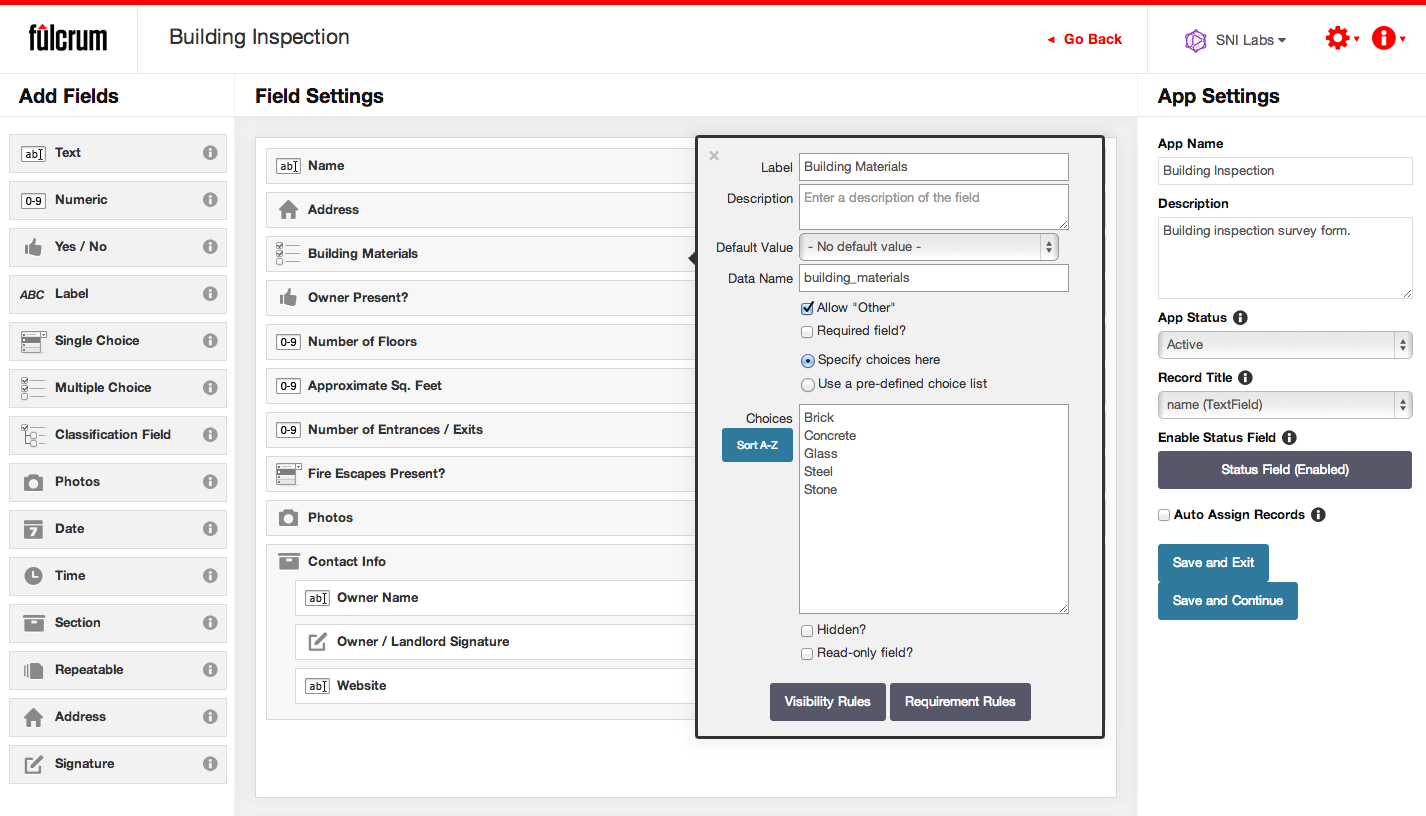 fulcrum
Building Inspection
◄ Go Back
SNI Labs
Add Fields
Text
Numeric
Yes / No
Label
Single Choice
Multiple Choice
Classification Field
Photos
Date
Time
Section
Repeatable
Address
Signature
ab
0-9
ABC
7
Field Settings
ab Name
Address
Building Materials
Owner Present?
0-9 Number of Floors
0-9 Approximate Sq. Feet
0-9 Number of Entrances / Exits
Fire Escapes Present?
Photos
Contact Info
ab Owner Name
Owner / Landlord Signature
ab Website
×
Label Building Materials
Description Enter a description of the field
Default Value - No default value -
Data Name building_materials
Allow "Other"
Required field?
Specify choices here
Use a pre-defined choice list
Choices
Sort A-Z
Brick
Concrete
Glass
Steel
Stone
Hidden?
Read-only field?
Visibility Rules
Requirement Rules
App Settings
App Name
Building Inspection
Description
Building inspection survey form.
App Status
Active
Record Title
name (TextField)
Enable Status Field
Status Field (Enabled)
Auto Assign Records
Save and Exit
Save and Continue